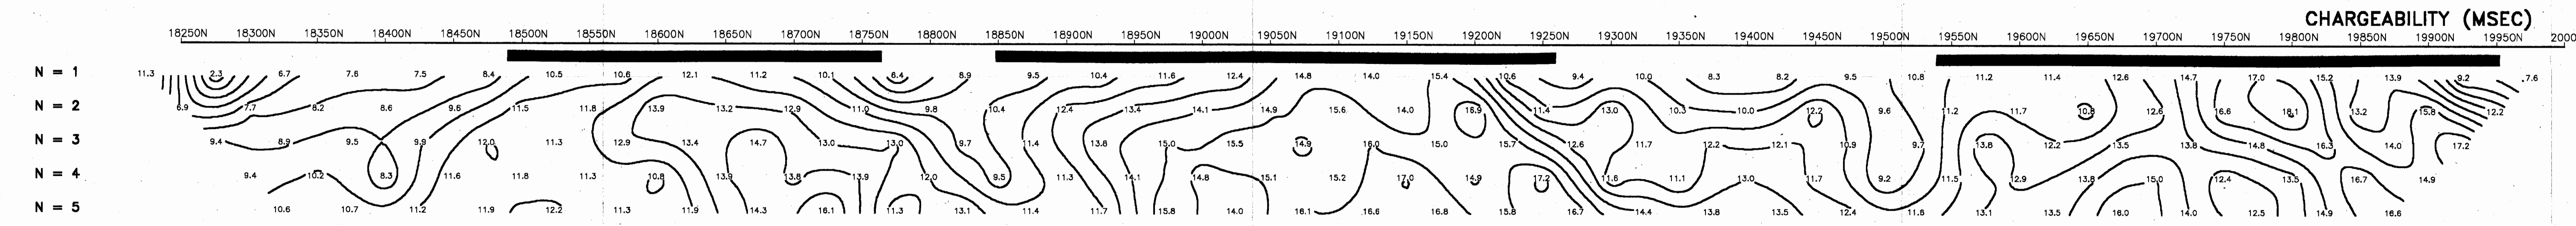 CHARGEABILITY (MSEC)
18250N 18300N 18350N 18400N 18450N 18500N 18550N 18600N 18650N 18700N 18750N 18800N 18850N 18900N 18950N 19000N 19050N 19100N 19150N 19200N 19250N 19300N 19350N 19400N 19450N 19500N 19550N 19600N 19650N 19700N 19750N 19800N 19850N 19900N 19950N 2000
N = 1 11.3 2.3 6.7 7.6 7.5 8.4 10.5 10.6 12.1 11.2 10.1 6.4 8.9 9.5 10.4 11.6 12.4 14.8 14.0 15.4 10.6 9.4 10.0 8.3 8.2 9.5 10.8 11.2 11.4 12.6 14.7 17.0 15.2 13.9 9.2 7.6
N = 2 6.9 7.7 8.2 8.6 9.6 11.5 11.8 13.9 13.2 12.9 11.0 9.8 10.4 12.4 13.4 14.1 14.9 15.6 14.0 16.9 11.4 13.0 10.3 10.0 12.2 9.6 11.2 11.7 10.8 12.6 16.6 18.1 13.2 15.8 12.2
N = 3 9.4 8.9 9.5 9.9 12.0 11.3 12.9 13.4 14.7 13.0 13.0 9.7 11.4 13.6 15.0 15.5 14.9 16.0 15.0 15.7 12.6 11.7 12.2 12.1 10.9 9.7 13.8 12.2 13.5 13.8 14.8 16.3 14.0 17.2
N = 4 9.4 10.2 8.3 11.6 11.8 11.3 10.8 13.9 13.8 13.9 12.0 9.5 11.3 14.1 14.8 15.1 15.2 17.0 14.9 17.2 11.6 11.1 13.0 11.7 9.2 11.5 12.9 13.8 15.0 12.4 13.5 16.7 14.9
N = 5 10.6 10.7 11.2 11.9 12.2 11.3 11.9 14.3 16.1 11.3 13.1 11.4 11.7 15.8 14.0 16.1 16.6 16.8 15.8 16.7 14.4 13.8 13.5 12.4 11.6 13.1 13.5 16.0 14.0 12.5 14.9 16.6